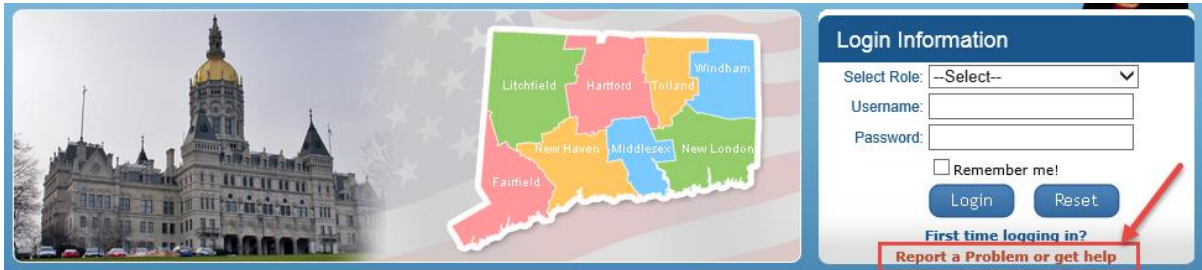 Litchfield
Hartford
Tolland
Windham
New Haven
Middlesex
New London
Fairfield
Login Information
Select Role: --Select--
Username:
Password:
Remember me!
Login Reset
First time logging in?
Report a Problem or get help